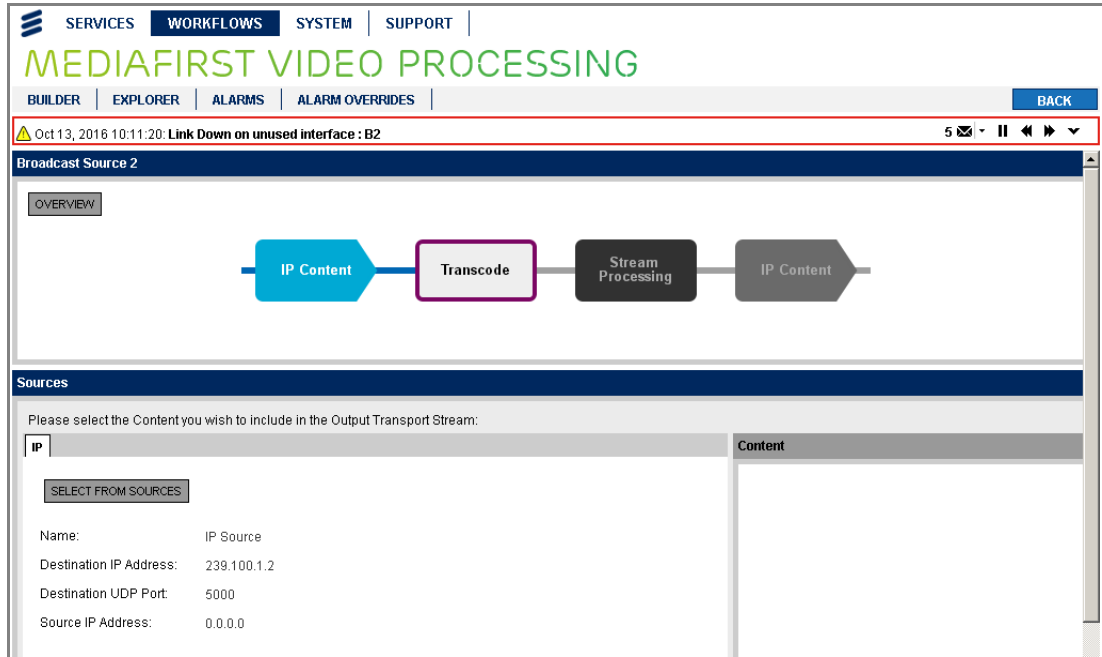 SERVICES WORKFLOWS SYSTEM SUPPORT
MEDIAFIRST VIDEO PROCESSING
BUILDER EXPLORER ALARMS ALARM OVERRIDES BACK
Oct 13, 2016 10:11:20: Link Down on unused interface : B2 5
Broadcast Source 2
OVERVIEW
IP Content
Transcode
Stream
Processing
IP Content
Sources
Please select the Content you wish to include in the Output Transport Stream:
IP
Content
SELECT FROM SOURCES
Name: IP Source
Destination IP Address: 239.100.1.2
Destination UDP Port: 5000
Source IP Address: 0.0.0.0